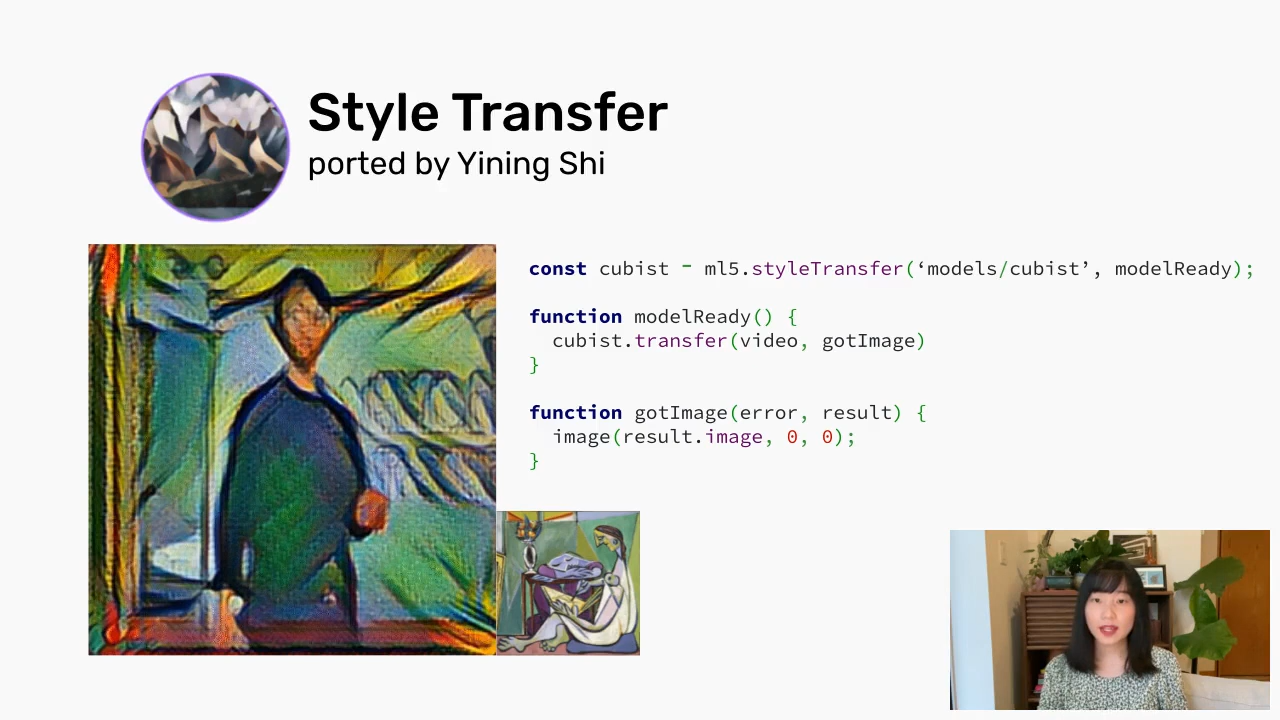 Style Transfer
ported by Yining Shi
const cubist = ml5.styleTransfer(‘models/cubist’, modelReady);
function modelReady() {
cubist.transfer(video, gotImage)
}
function gotImage(error, result) {
image(result.image, 0, 0);
}